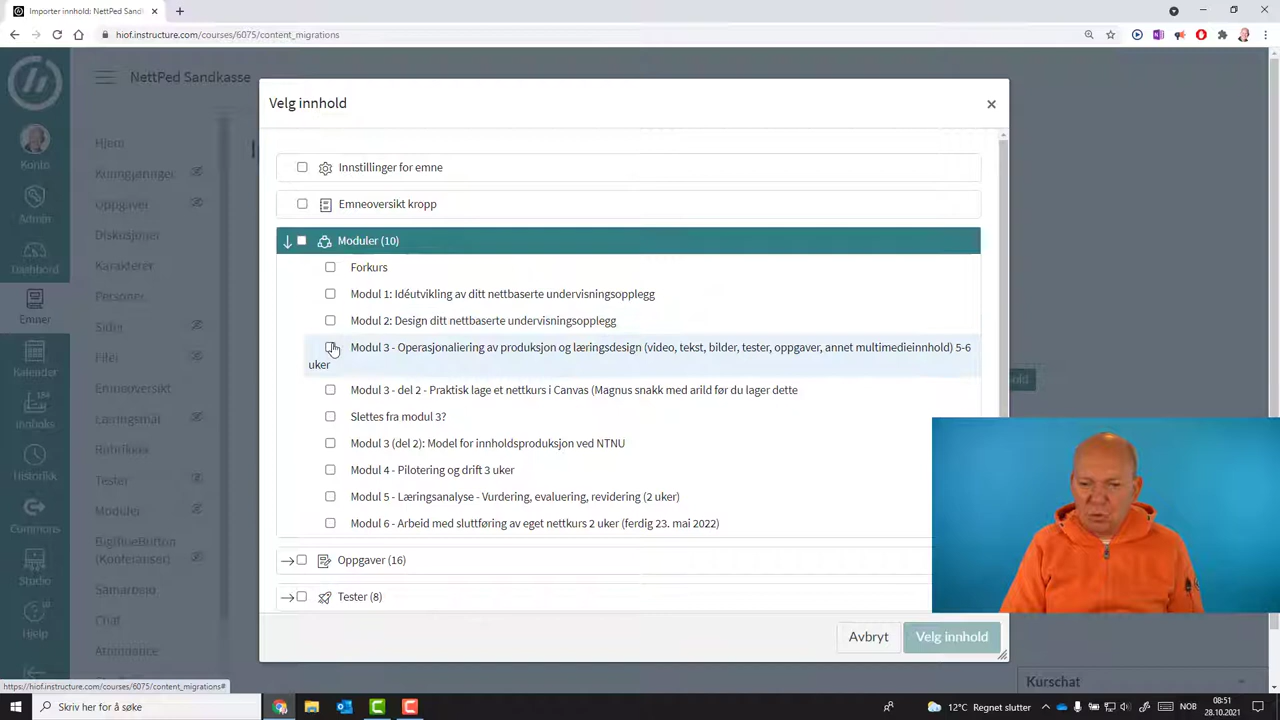 Importer innhold: NettPed Sand
hiof.instructure.com/courses/6075/content_migrations
NettPed Sandkasse
Velg innhold
Konto
Admin
Dashbord
Emner
Kalender
154
Innboks
Historikk
Commons
Studio
Hjelp
Hjem
Kunngjøringer
Oppgaver
Diskusjoner
Karakterer
Personer
Sider
Filer
Emneoversikt
Læringsmål
Rubrikker
Tester
Moduler
BigBlueButton
(Konferanser)
Samarbeid
Chat
Attendance
Innstillinger for emne
Emneoversikt kropp
Moduler (10)
Forkurs
Modul 1: Idéutvikling av ditt nettbaserte undervisningsopplegg
Modul 2: Design ditt nettbaserte undervisningsopplegg
Modul 3 - Operasjonaliering av produksjon og læringsdesign (video, tekst, bilder, tester, oppgaver, annet multimedieinnhold) 5-6
uker
Modul 3 - del 2 - Praktisk lage et nettkurs i Canvas (Magnus snakk med arild før du lager dette
Slettes fra modul 3?
Modul 3 (del 2): Model for innholdsproduksjon ved NTNU
Modul 4 - Pilotering og drift 3 uker
Modul 5 - Læringsanalyse - Vurdering, evaluering, revidering (2 uker)
Modul 6 - Arbeid med sluttføring av eget nettkurs 2 uker (ferdig 23. mai 2022)
Oppgaver (16)
Tester (8)
Avbryt
Velg innhold
Kurschat
https://hiof.instructure.com/courses/6075/content_migrations#
Skriv her for å søke
12°C Regnet slutter
NOB
08:51
28.10.2021